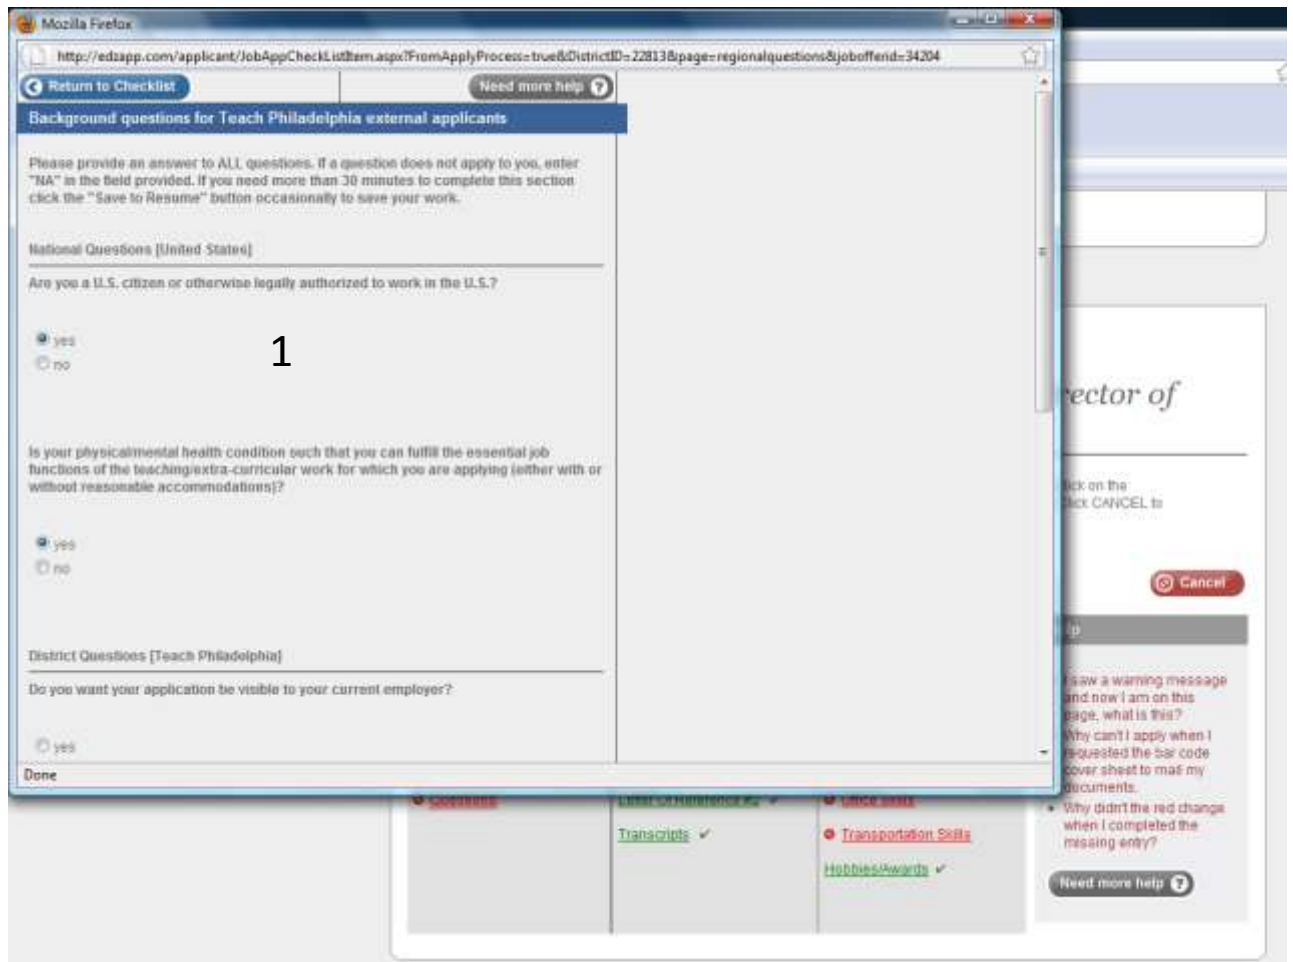 Mozilla Firefox
http://edzapp.com/applicant/JobAppCheckListItem.aspx?FromApplyProcess=true&DistrictID=22813&page=regionalquestions&jobofferid=34204
Return to Checklist
Need more help ?
Background questions for Teach Philadelphia external applicants
Please provide an answer to ALL questions. If a question does not apply to you, enter
"NA" in the field provided. If you need more than 30 minutes to complete this section
click the "Save to Resume" button occasionally to save your work.
National Questions [United States]
Are you a U.S. citizen or otherwise legally authorized to work in the U.S.?
yes
no
1
Is your physical/mental health condition such that you can fulfill the essential job
functions of the teaching/extra-curricular work for which you are applying (either with or
without reasonable accommodations)?
yes
no
District Questions [Teach Philadelphia]
Do you want your application be visible to your current employer?
yes
Done
rector of
ick on the
lick CANCEL to
Cancel
lp
I saw a warning message
and now I am on this
page, what is this?
Why can't I apply when I
requested the bar code
cover sheet to mail my
documents.
Why didn't the red change
when I completed the
missing entry?
Need more help ?
Questions
Letter Of Reference #2
Office Skills
Transcripts
Transportation Skills
Hobbies/Awards